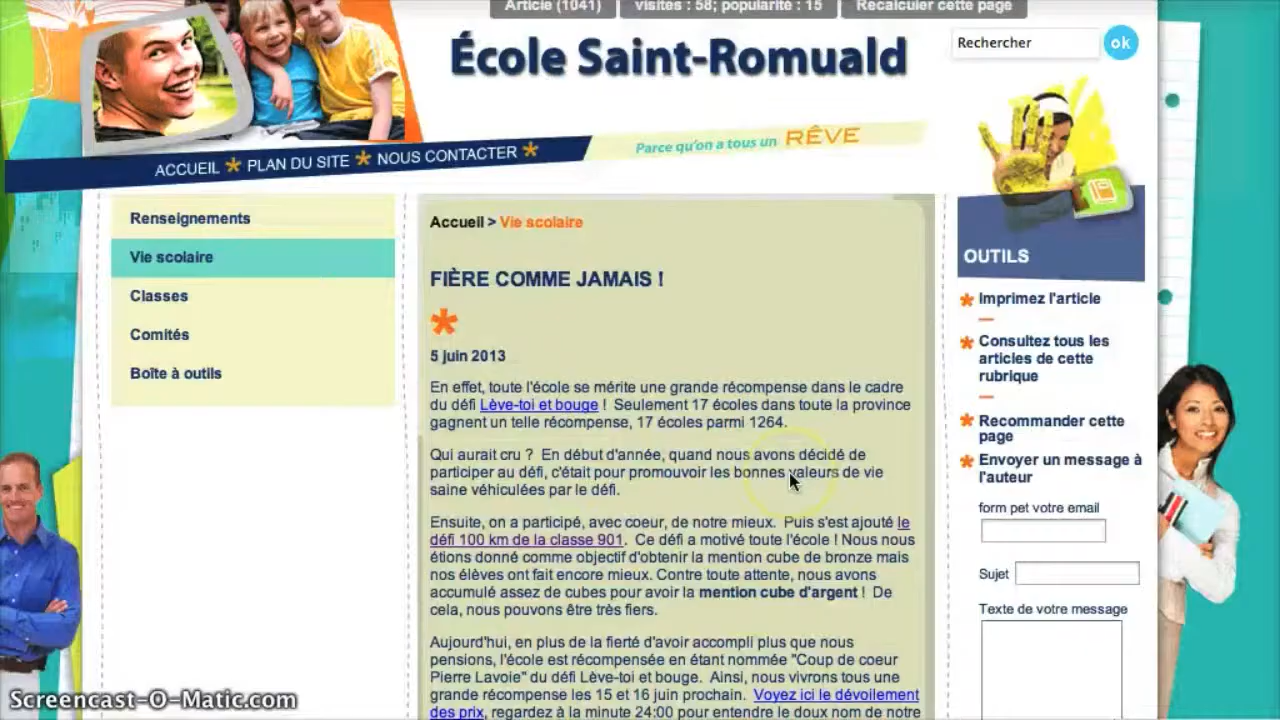 Article (1041)
visites : 58; popularité : 15
Recalculer cette page
École Saint-Romuald
Rechercher
ok
Parce qu'on a tous un RÊVE
ACCUEIL * PLAN DU SITE * NOUS CONTACTER *
Renseignements
Vie scolaire
Classes
Comités
Boîte à outils
Accueil > Vie scolaire
FIÈRE COMME JAMAIS !
*
5 juin 2013
En effet, toute l'école se mérite une grande récompense dans le cadre
du défi Lève-toi et bouge ! Seulement 17 écoles dans toute la province
gagnent un telle récompense, 17 écoles parmi 1264.
Qui aurait cru ? En début d'année, quand nous avons décidé de
participer au défi, c'était pour promouvoir les bonnes valeurs de vie
saine véhiculées par le défi.
Ensuite, on a participé, avec coeur, de notre mieux. Puis s'est ajouté le
défi 100 km de la classe 901. Ce défi a motivé toute l'école ! Nous nous
étions donné comme objectif d'obtenir la mention cube de bronze mais
nos élèves ont fait encore mieux. Contre toute attente, nous avons
accumulé assez de cubes pour avoir la mention cube d'argent ! De
cela, nous pouvons être très fiers.
Aujourd'hui, en plus de la fierté d'avoir accompli plus que nous
pensions, l'école est récompensée en étant nommée "Coup de coeur
Pierre Lavoie" du défi Lève-toi et bouge. Ainsi, nous vivrons tous une
grande récompense les 15 et 16 juin prochain. Voyez ici le dévoilement
des prix, regardez à la minute 24:00 pour entendre le doux nom de notre
OUTILS
* Imprimez l'article
* Consultez tous les
articles de cette
rubrique
* Recommander cette
page
* Envoyer un message à
l'auteur
form pet votre email
Sujet
Texte de votre message
Screencast-O-Matic.com